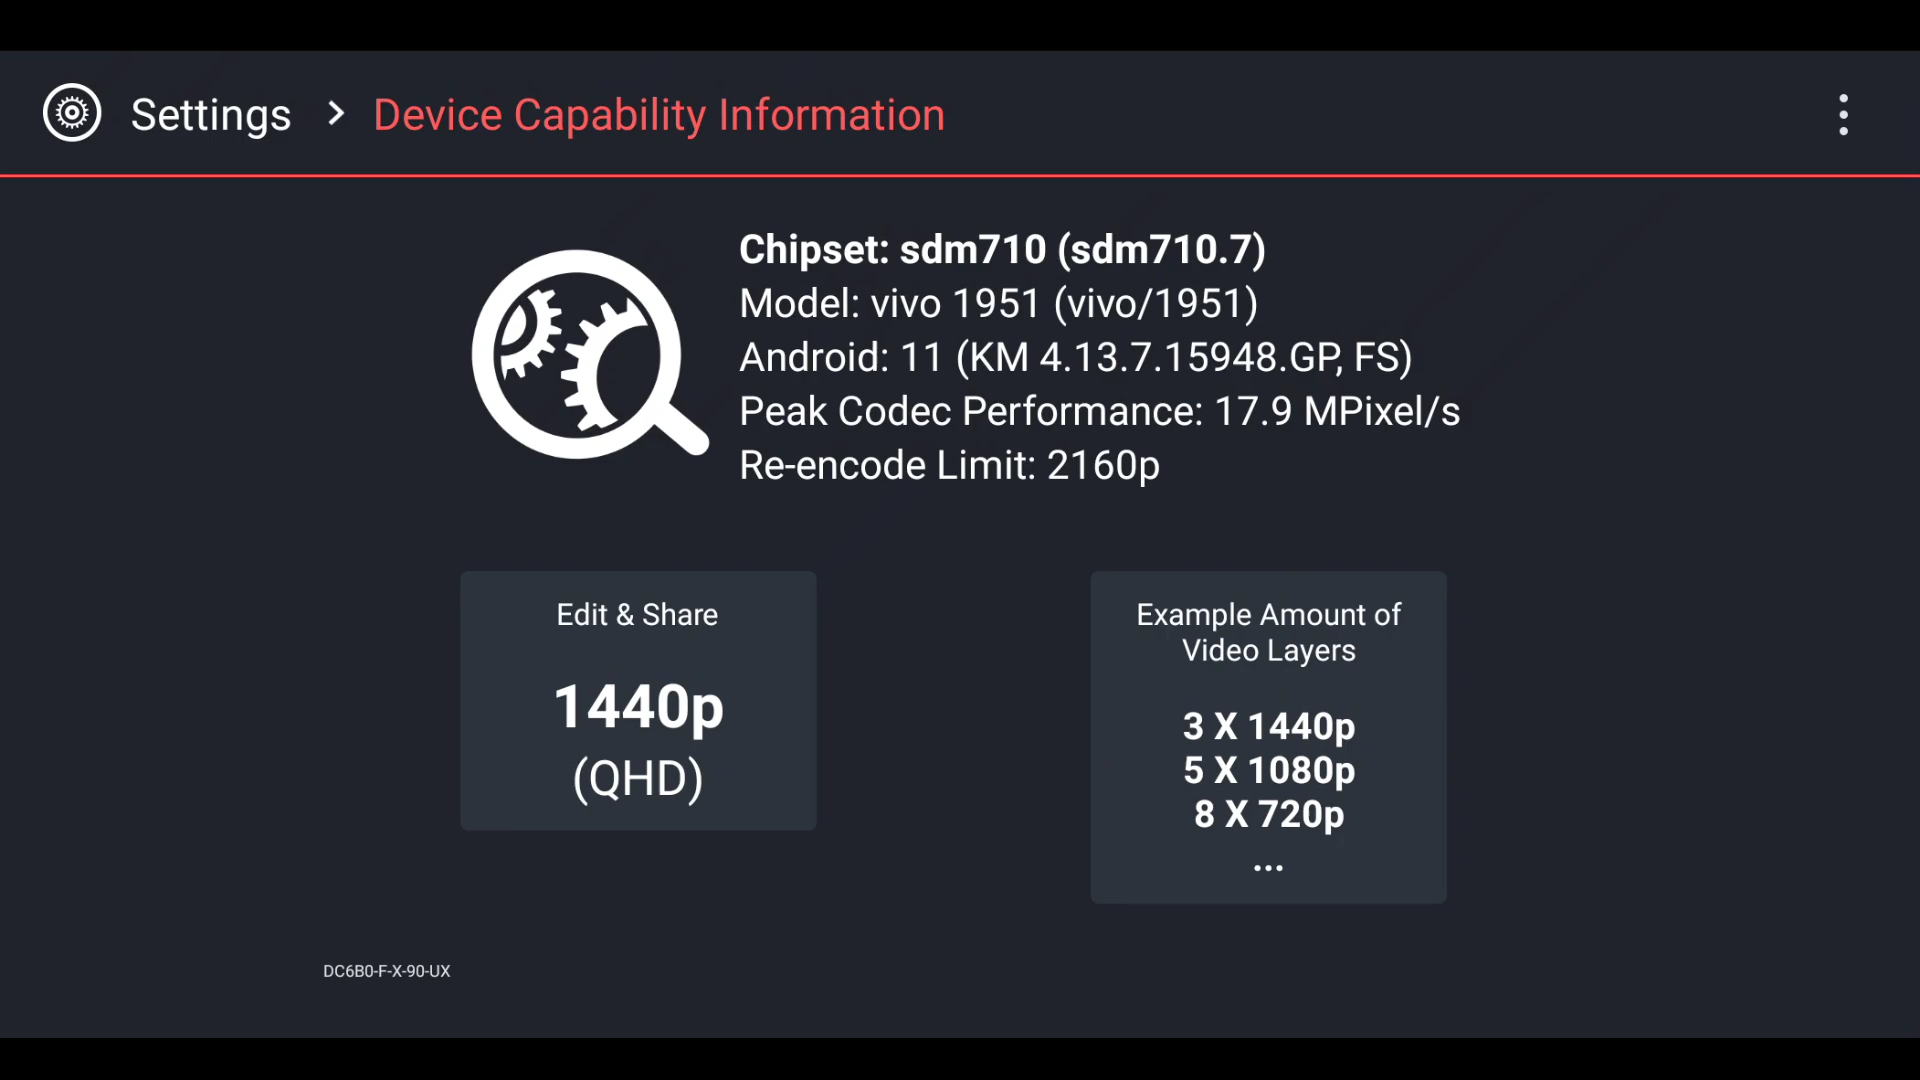 Settings > Device Capability Information
Chipset: sdm710 (sdm710.7)
Model: vivo 1951 (vivo/1951)
Android: 11 (KM 4.13.7.15948.GP, FS)
Peak Codec Performance: 17.9 MPixel/s
Re-encode Limit: 2160p
Edit & Share
1440p
(QHD)
Example Amount of
Video Layers
3 X 1440p
5 X 1080p
8 X 720p
...
DC6B0-F-X-90-UX